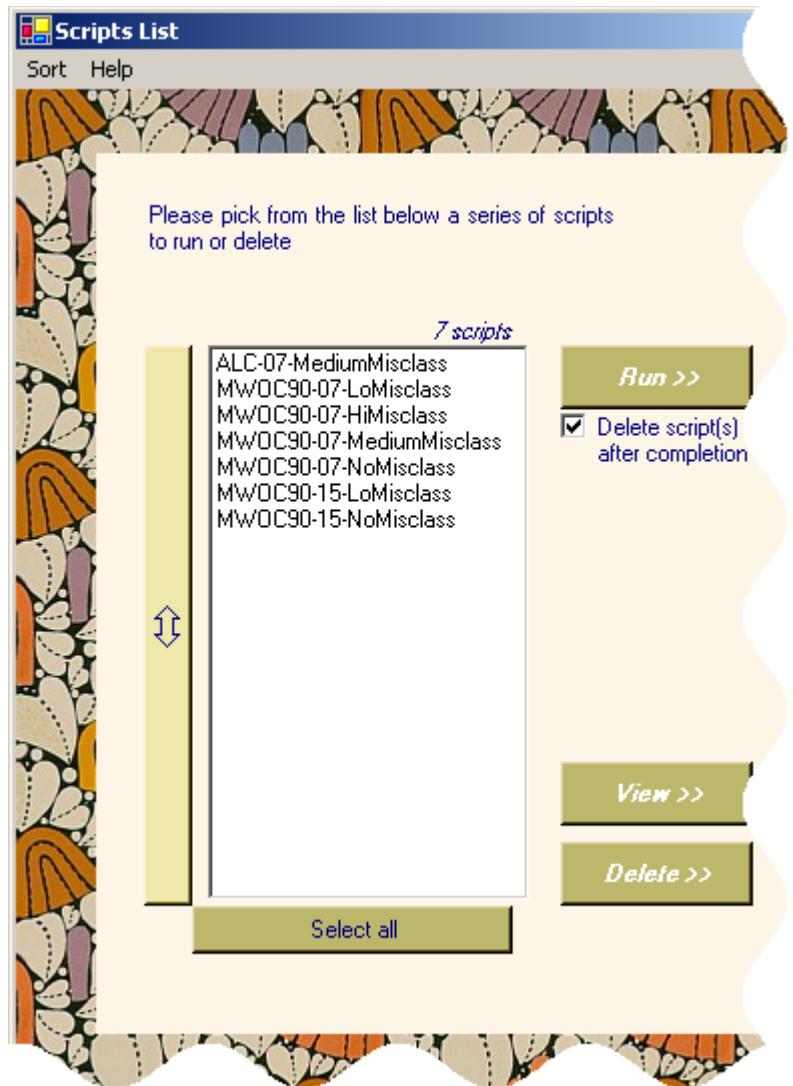 Scripts List
Sort Help
Please pick from the list below a series of scripts
to run or delete
7 scripts
ALC-07-MediumMisclass
MWOC90-07-LoMisclass
MWOC90-07-HiMisclass
MWOC90-07-MediumMisclass
MWOC90-07-NoMisclass
MWOC90-15-LoMisclass
MWOC90-15-NoMisclass
Run >>
Delete script(s)
after completion
View >>
Delete >>
Select all